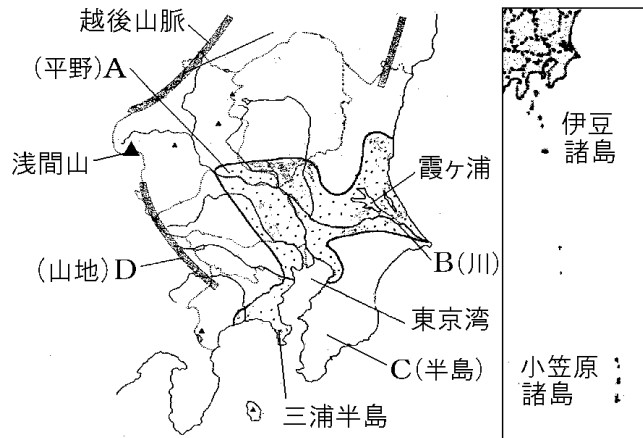 越後山脈
(平野)A
浅間山
(山地)D
霞ヶ浦
B(川)
東京湾
C(半島)
三浦半島
伊豆
諸島
小笠原
諸島